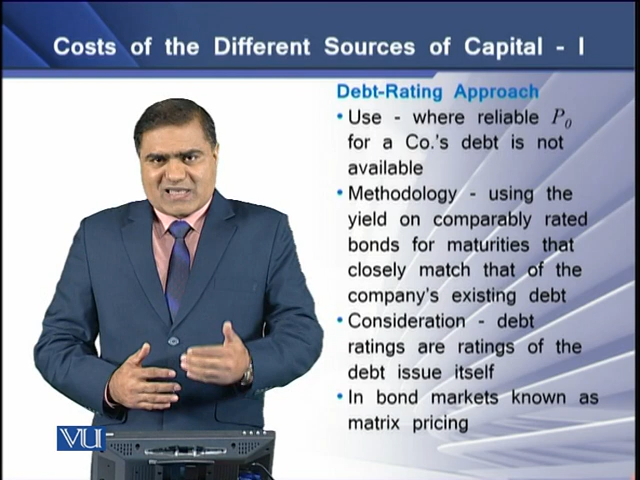 Costs of the Different Sources of Capital - I
Debt-Rating Approach
• Use - where reliable P₀
for a Co.'s debt is not
available
• Methodology - using the
yield on comparably rated
bonds for maturities that
closely match that of the
company's existing debt
• Consideration - debt
ratings are ratings of the
debt issue itself
• In bond markets known as
matrix pricing
VU